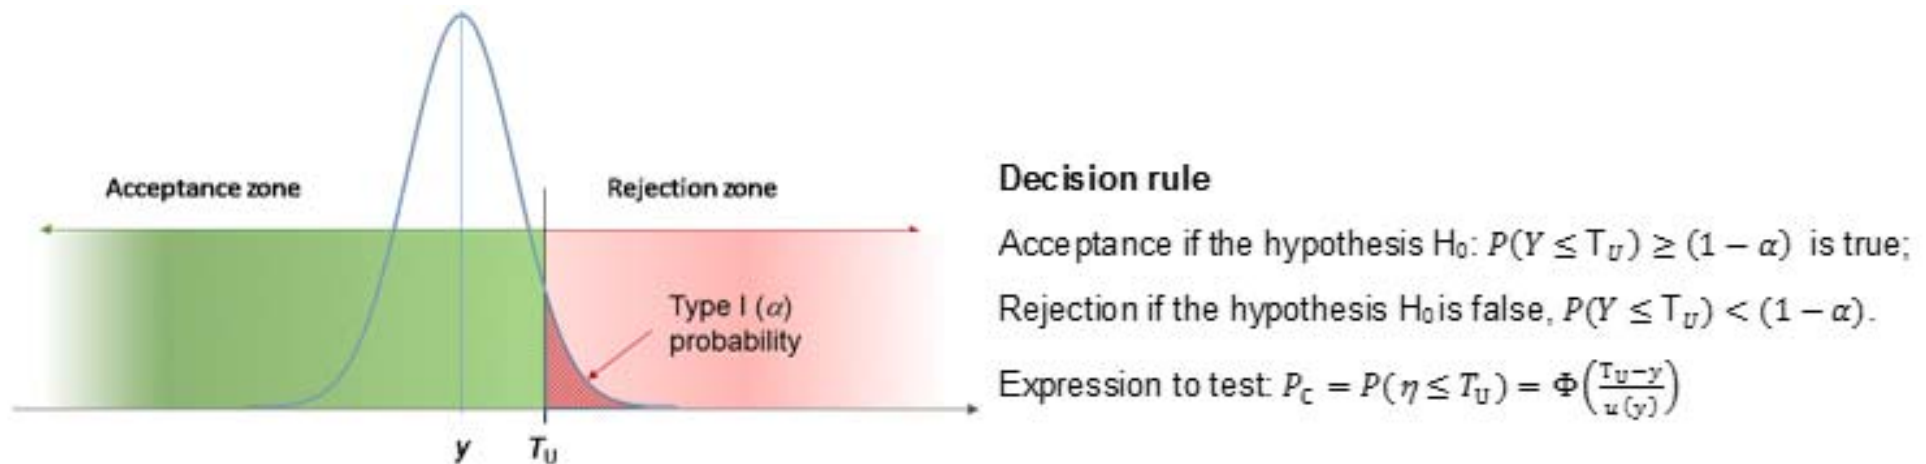 Acceptance zone
Rejection zone
Type I (α)
probability
y
T_U
Decision rule
Acceptance if the hypothesis H₀: P(Y ≤ T_U) ≥ (1 − α) is true;
Rejection if the hypothesis H₀ is false, P(Y ≤ T_U) < (1 − α).
Expression to test: P_C = P(η ≤ T_U) = Φ((T_U−y)/(u(y)))